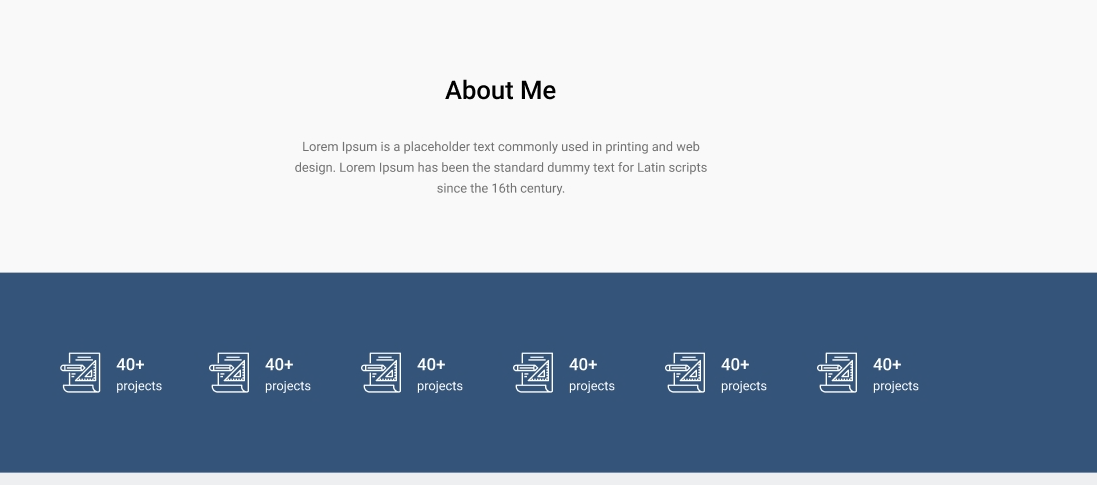 About Me
Lorem Ipsum is a placeholder text commonly used in printing and web
design. Lorem Ipsum has been the standard dummy text for Latin scripts
since the 16th century.
40+ 40+ 40+ 40+ 40+ 40+
projects projects projects projects projects projects